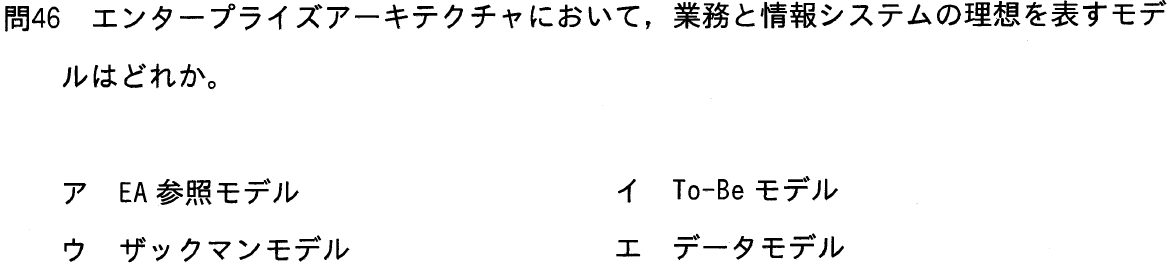 問46　エンタープライズアーキテクチャにおいて，業務と情報システムの理想を表すモデ
ルはどれか。
ア　EA 参照モデル　イ　To-Be モデル
ウ　ザックマンモデル　エ　データモデル